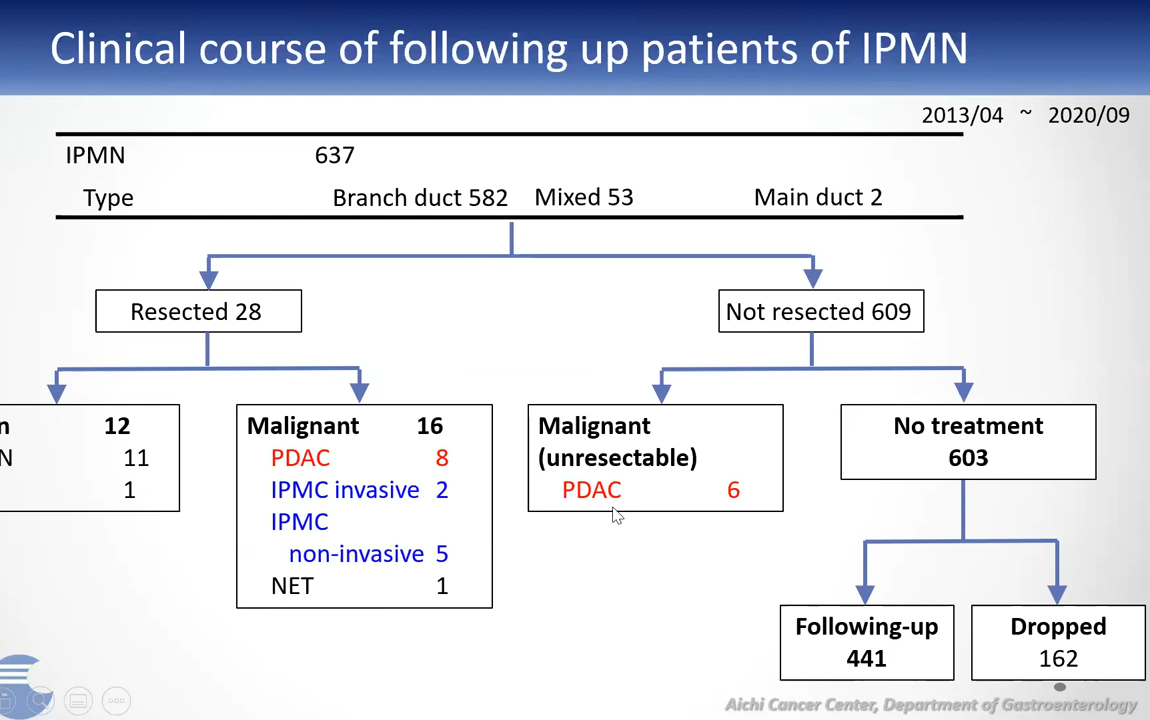 Clinical course of following up patients of IPMN
2013/04 ~ 2020/09
IPMN 637
Type Branch duct 582 Mixed 53 Main duct 2
Resected 28
Not resected 609
n 12
N 11
1
Malignant 16
PDAC 8
IPMC invasive 2
IPMC
non-invasive 5
NET 1
Malignant
(unresectable)
PDAC 6
No treatment
603
Following-up
441
Dropped
162
Aichi Cancer Center, Department of Gastroenterology